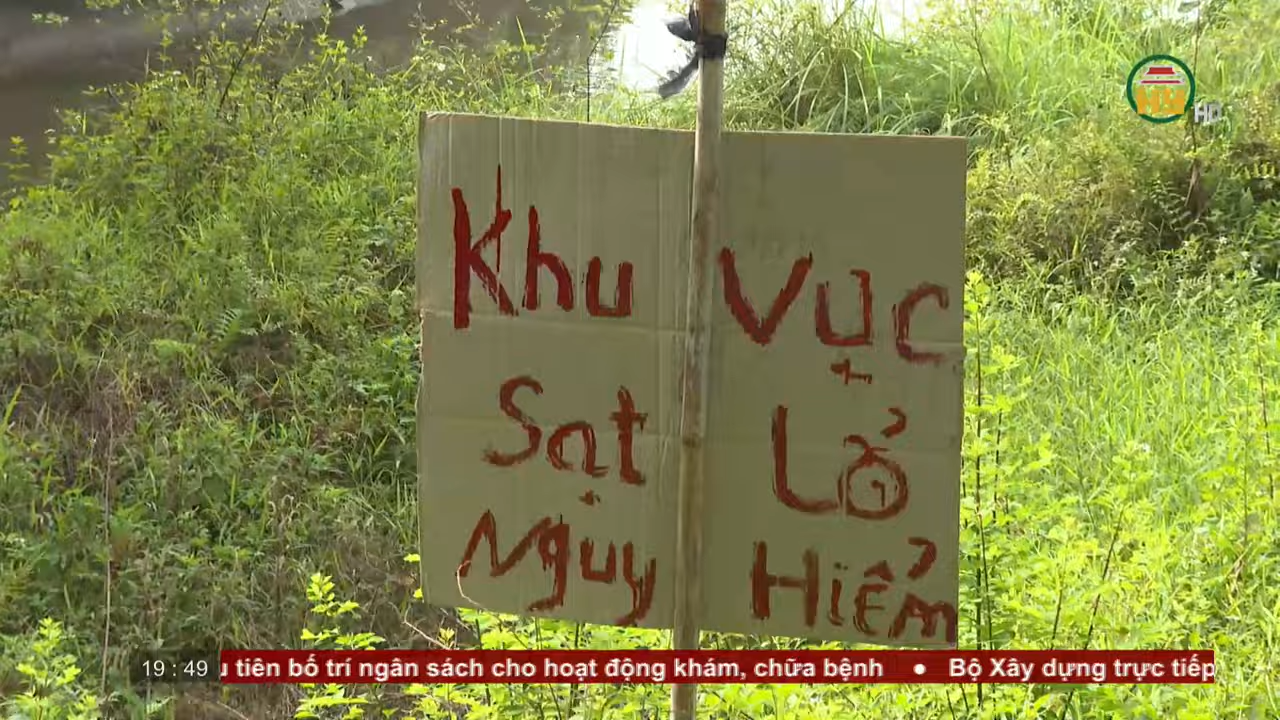 Khu Vực
Sạt Lổ
Nguy Hiểm
HD
19 : 49
tiên bố trí ngân sách cho hoạt động khám, chữa bệnh ● Bộ Xây dựng trực tiếp